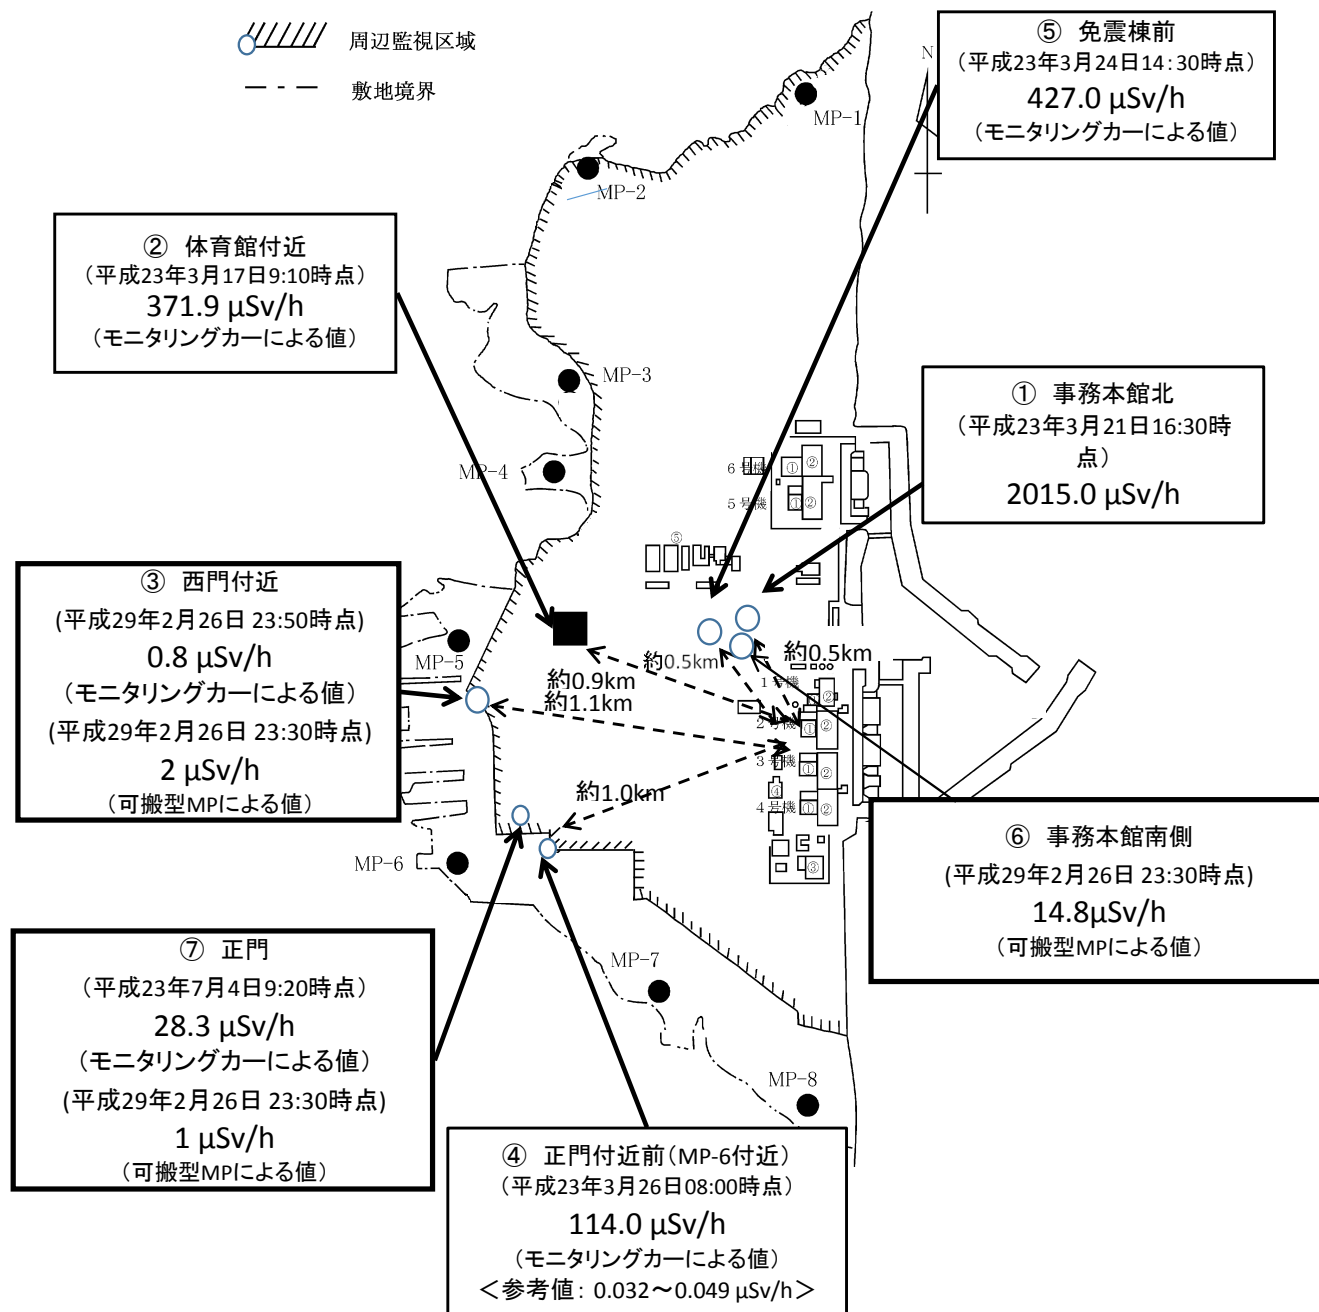 周辺監視区域
敷地境界
⑤ 免震棟前
(平成23年3月24日14:30時点)
427.0 μSv/h
(モニタリングカーによる値)
N
MP-1
MP-2
② 体育館付近
(平成23年3月17日9:10時点)
371.9 μSv/h
(モニタリングカーによる値)
MP-3
① 事務本館北
(平成23年3月21日16:30時
点)
2015.0 μSv/h
MP-4
6号機
① ②
5号機
① ②
⑤
③ 西門付近
(平成29年2月26日 23:50時点)
0.8 μSv/h
(モニタリングカーによる値)
(平成29年2月26日 23:30時点)
2 μSv/h
(可搬型MPによる値)
MP-5
約0.5km
約0.5km
約0.9km
約1.1km
1号機
②
2号機
① ②
3号機
① ②
約1.0km
④
4号機
① ②
③
MP-6
⑥ 事務本館南側
(平成29年2月26日 23:30時点)
14.8μSv/h
(可搬型MPによる値)
⑦ 正門
(平成23年7月4日9:20時点)
28.3 μSv/h
(モニタリングカーによる値)
(平成29年2月26日 23:30時点)
1 μSv/h
(可搬型MPによる値)
MP-7
MP-8
④ 正門付近前(MP-6付近)
(平成23年3月26日08:00時点)
114.0 μSv/h
(モニタリングカーによる値)
<参考値: 0.032～0.049 μSv/h>